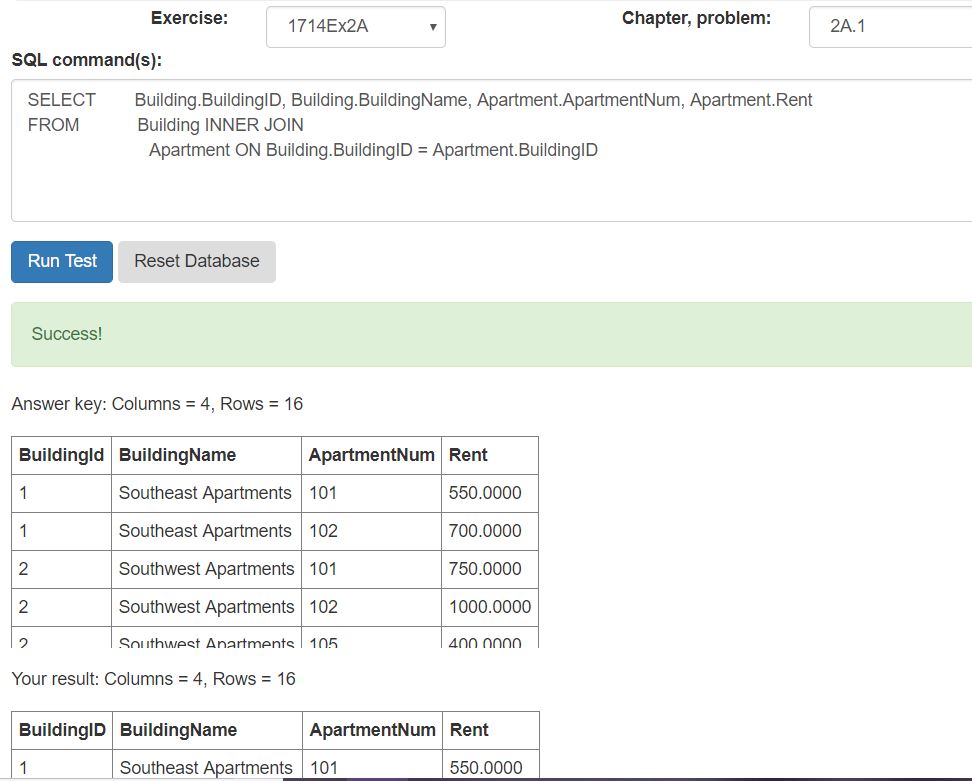 Exercise: 1714Ex2A Chapter, problem: 2A.1
SQL command(s):
SELECT Building.BuildingID, Building.BuildingName, Apartment.ApartmentNum, Apartment.Rent
FROM Building INNER JOIN
Apartment ON Building.BuildingID = Apartment.BuildingID
Run Test Reset Database
Success!
Answer key: Columns = 4, Rows = 16
BuildingId BuildingName ApartmentNum Rent
1 Southeast Apartments 101 550.0000
1 Southeast Apartments 102 700.0000
2 Southwest Apartments 101 750.0000
2 Southwest Apartments 102 1000.0000
2 Southwest Apartments 105 400.0000
Your result: Columns = 4, Rows = 16
BuildingID BuildingName ApartmentNum Rent
1 Southeast Apartments 101 550.0000